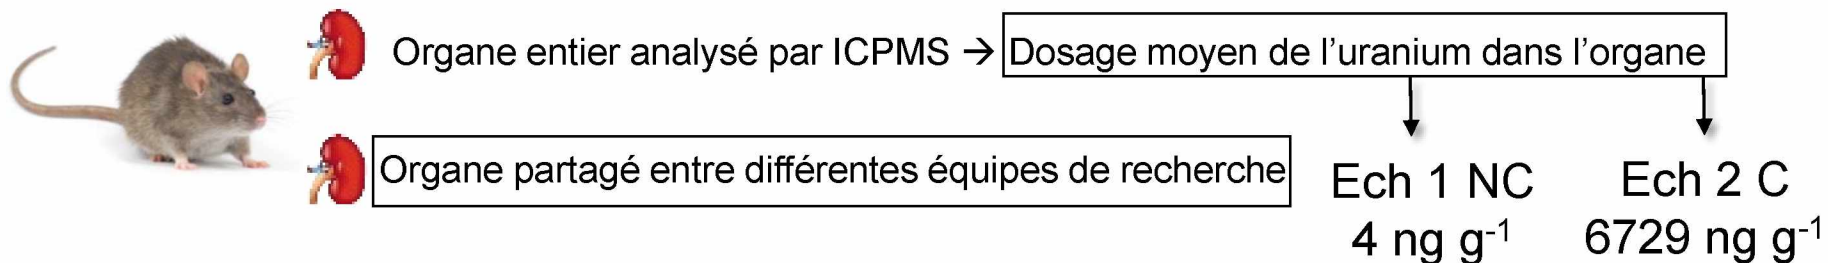 Organe entier analysé par ICPMS → Dosage moyen de l'uranium dans l'organe
Organe partagé entre différentes équipes de recherche
Ech 1 NC
4 ng g⁻¹
Ech 2 C
6729 ng g⁻¹